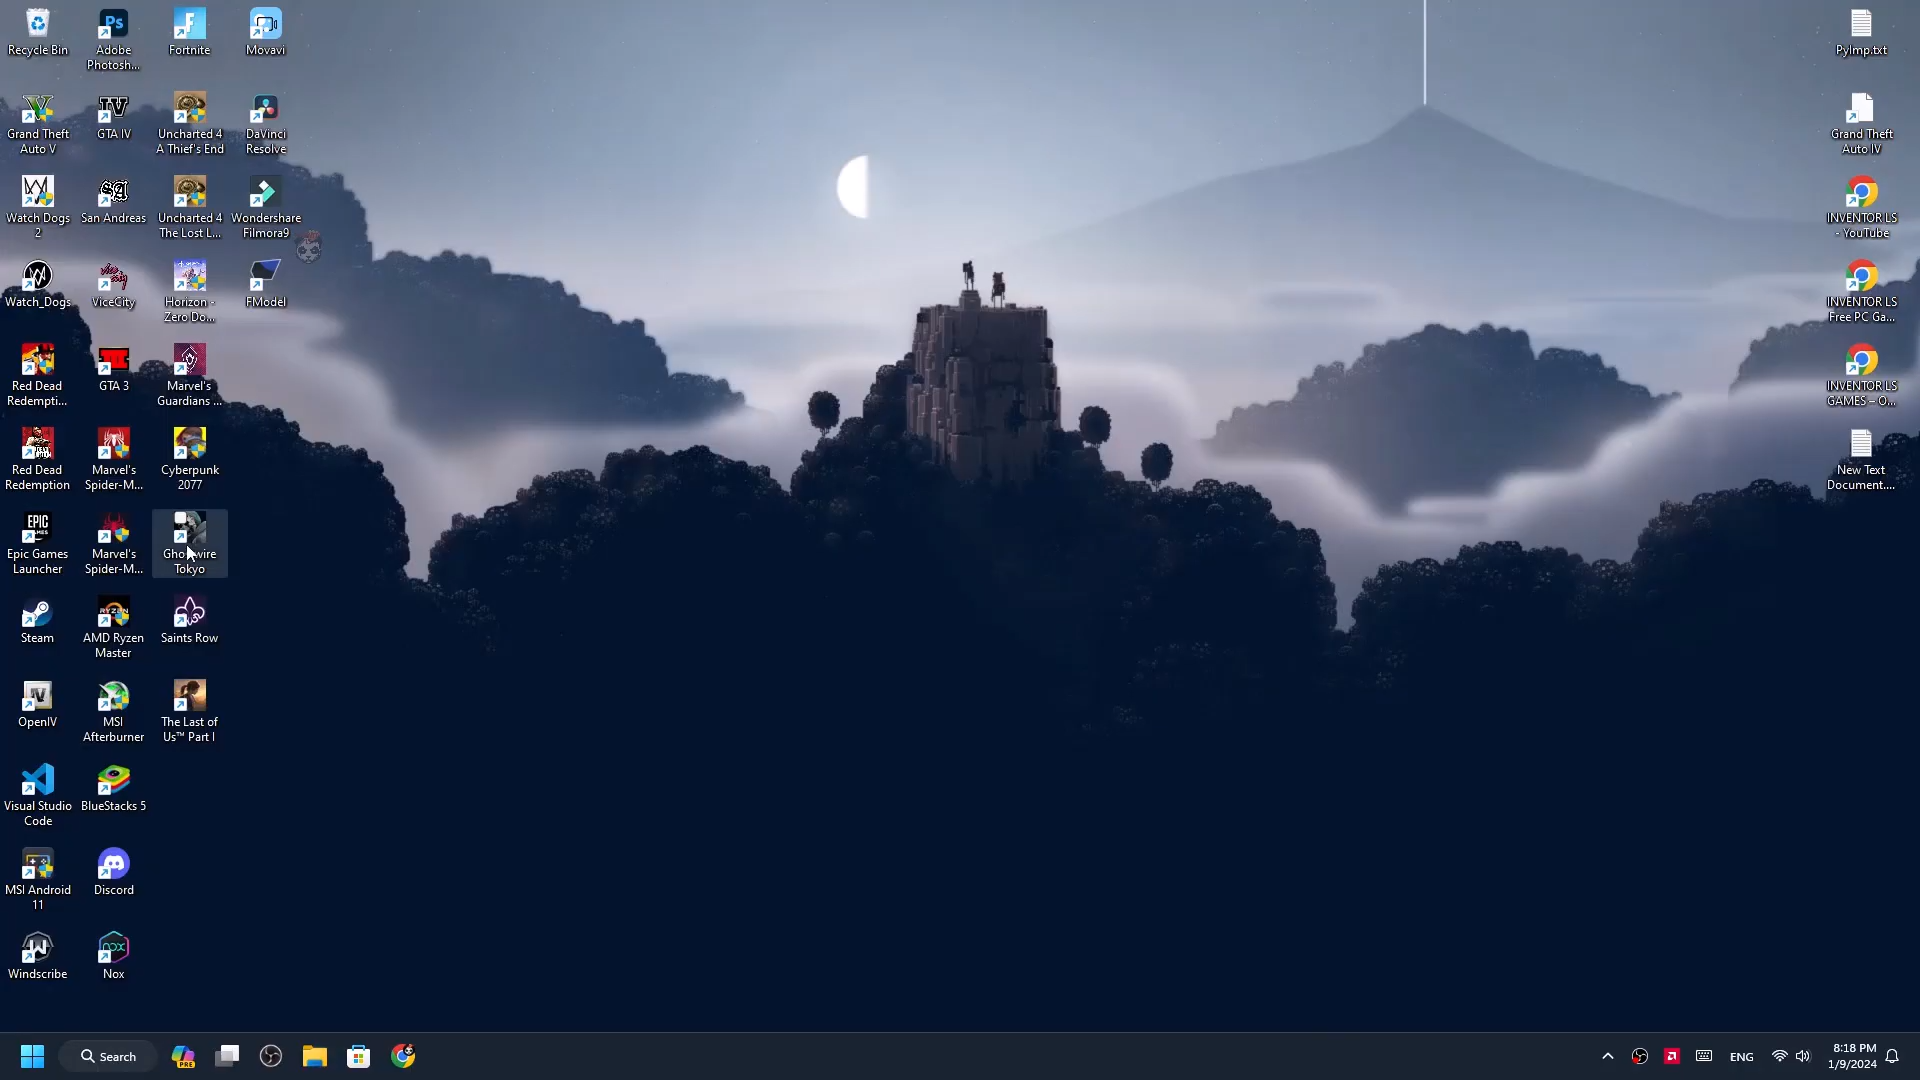 Recycle Bin
Adobe
Photosh...
Fortnite
Movavi
Grand Theft
Auto V
GTA IV
Uncharted 4
A Thief's End
DaVinci
Resolve
Watch Dogs
2
San Andreas
Uncharted 4
The Lost L...
Wondershare
Filmora9
Watch_Dogs
ViceCity
Horizon -
Zero Do...
FModel
Red Dead
Redempti...
GTA 3
Marvel's
Guardians ...
Red Dead
Redemption
Marvel's
Spider-M...
Cyberpunk
2077
Epic Games
Launcher
Marvel's
Spider-M...
Tokyo
Steam
AMD Ryzen
Master
Saints Row
OpenIV
MSI
Afterburner
The Last of
Us™ Part I
Visual Studio
Code
BlueStacks 5
MSI Android
11
Discord
Windscribe
Nox
PyImp.txt
Grand Theft
Auto IV
INVENTOR LS
- YouTube
INVENTOR LS
Free PC Ga...
INVENTOR LS
GAMES – O...
New Text
Document....
Search
PRE
ENG
8:18 PM
1/9/2024